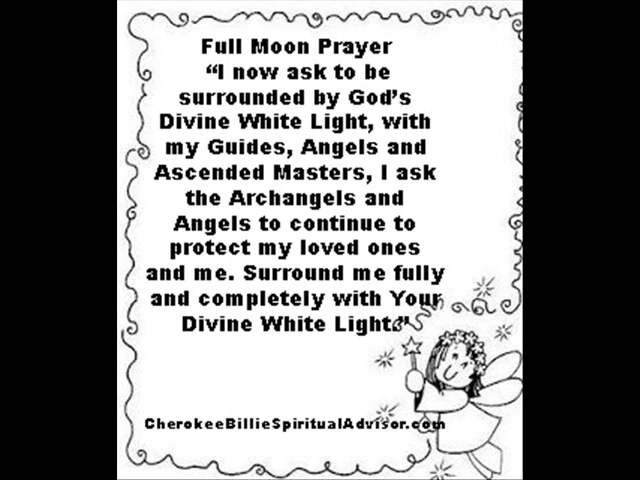 Full Moon Prayer
“I now ask to be
surrounded by God’s
Divine White Light, with
my Guides, Angels and
Ascended Masters, I ask
the Archangels and
Angels to continue to
protect my loved ones
and me. Surround me fully
and completely with Your
Divine White Light.”
CherokeeBillieSpiritualAdvisor.com